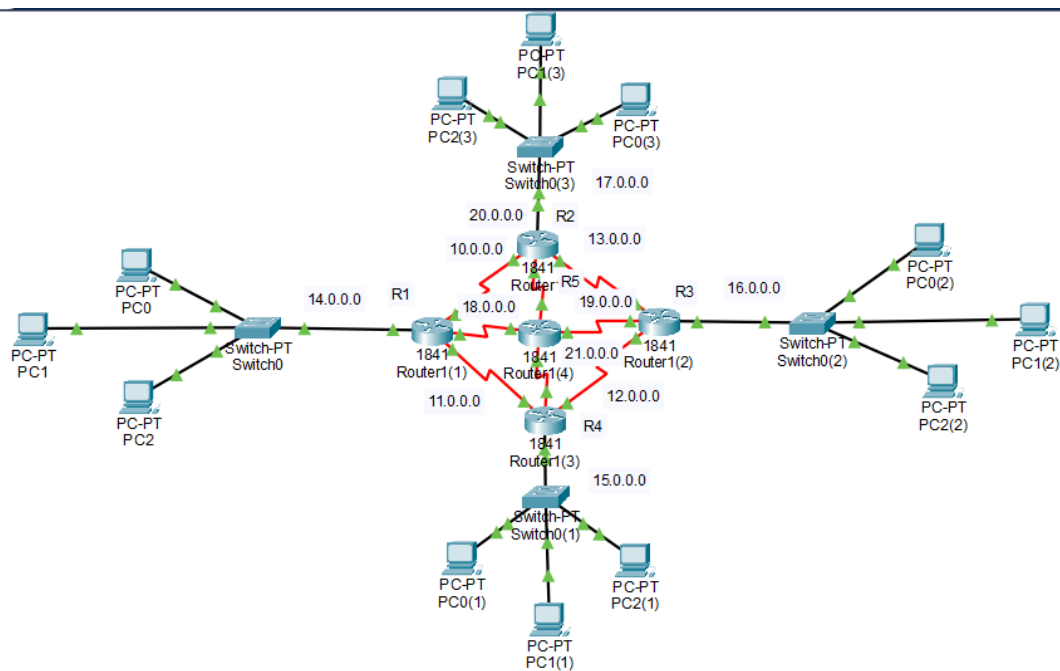 PC-PT
PC1(3)
PC-PT
PC2(3)
PC-PT
PC0(3)
Switch-PT
Switch0(3)
17.0.0.0
20.0.0.0
R2
10.0.0.0
13.0.0.0
1841
Router
R5
PC-PT
PC0
14.0.0.0
R1
18.0.0.0
19.0.0.0
R3
16.0.0.0
PC-PT
PC0(2)
PC-PT
PC1
Switch-PT
Switch0
1841
Router1(1)
1841
Router1(4)
21.0.0.0
1841
Router1(2)
Switch-PT
Switch0(2)
PC-PT
PC1(2)
PC-PT
PC2
11.0.0.0
12.0.0.0
PC-PT
PC2(2)
R4
1841
Router1(3)
15.0.0.0
Switch-PT
Switch0(1)
PC-PT
PC0(1)
PC-PT
PC2(1)
PC-PT
PC1(1)